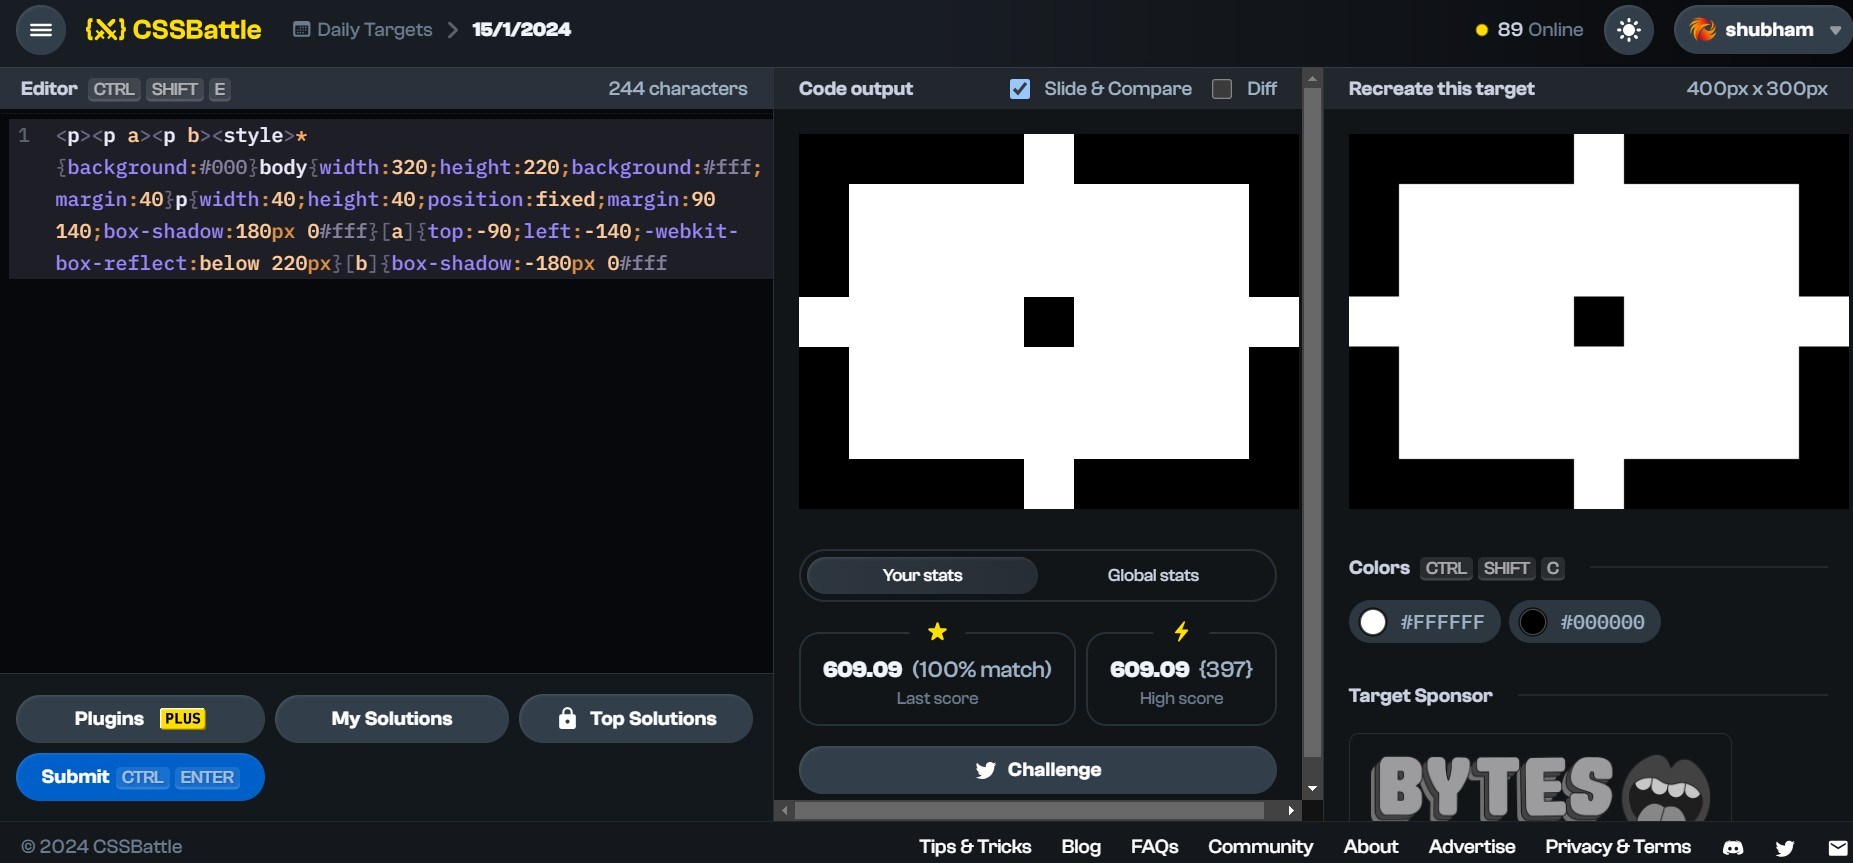 {X} CSSBattle
Daily Targets > 15/1/2024
89 Online
shubham
Editor CTRL SHIFT E
244 characters
1 <p><p a><p b><style>*
{background:#000}body{width:320;height:220;background:#fff;
margin:40}p{width:40;height:40;position:fixed;margin:90
140;box-shadow:180px 0#fff}[a]{top:-90;left:-140;-webkit-
box-reflect:below 220px}[b]{box-shadow:-180px 0#fff
Plugins PLUS
My Solutions
Top Solutions
Submit CTRL ENTER
Code output
Slide & Compare
Diff
Your stats
Global stats
609.09 (100% match)
Last score
609.09 {397}
High score
Challenge
Recreate this target
400px x 300px
Colors CTRL SHIFT C
#FFFFFF
#000000
Target Sponsor
BYTES
© 2024 CSSBattle
Tips & Tricks
Blog
FAQs
Community
About
Advertise
Privacy & Terms